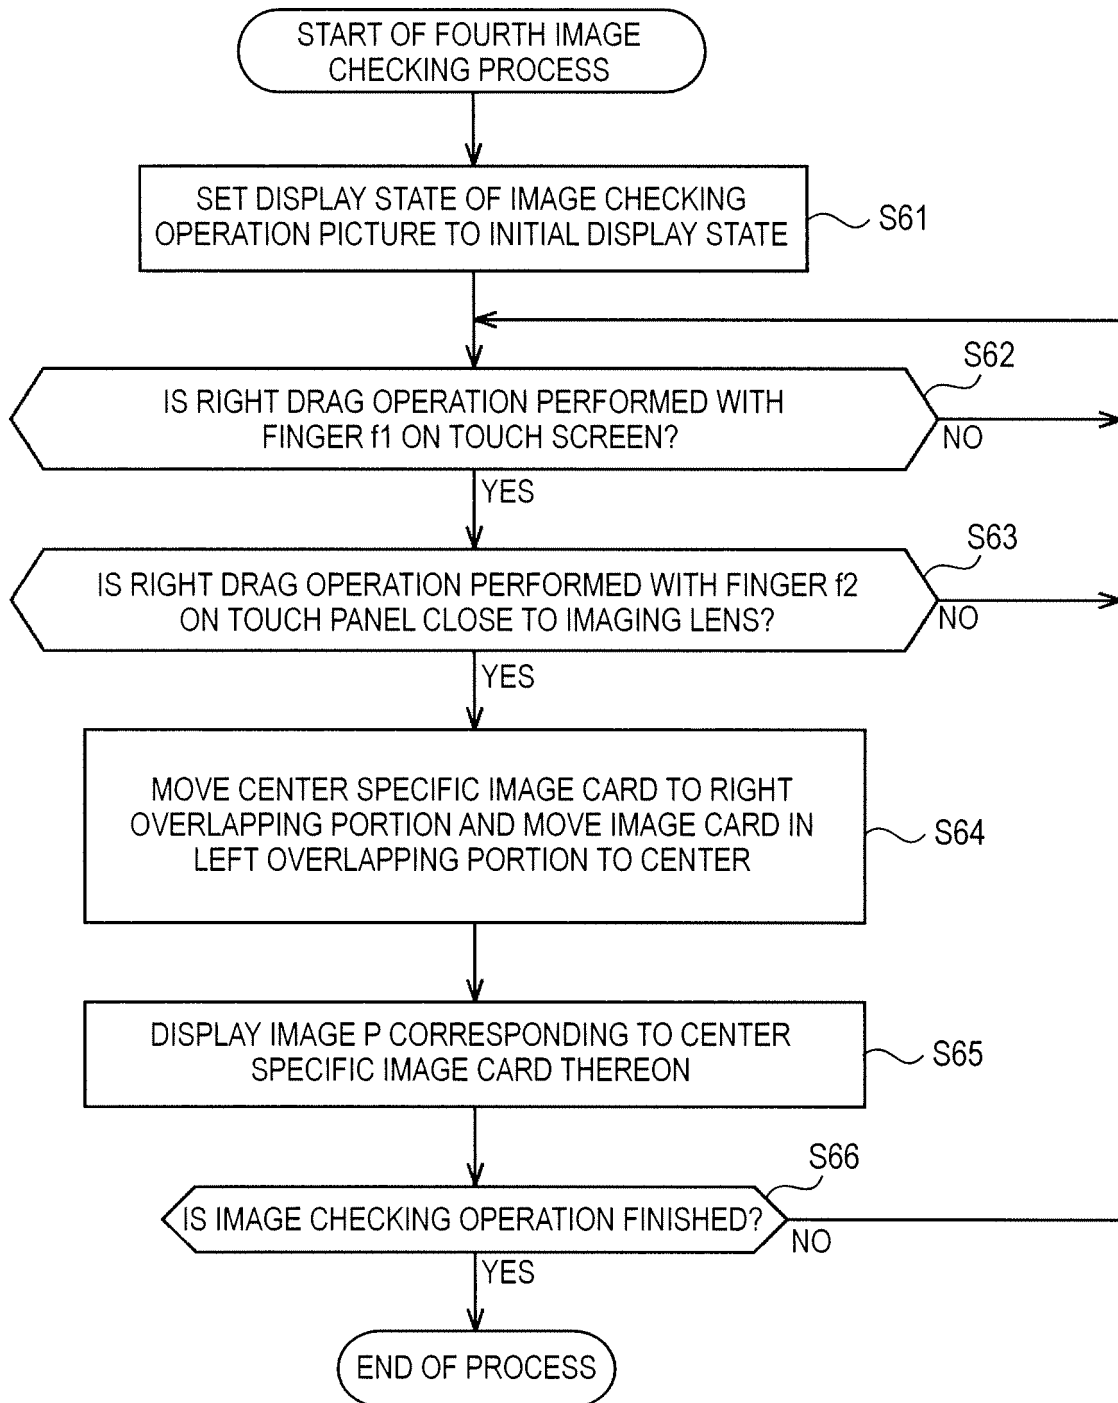 START OF FOURTH IMAGE
CHECKING PROCESS
SET DISPLAY STATE OF IMAGE CHECKING
OPERATION PICTURE TO INITIAL DISPLAY STATE
S61
S62
IS RIGHT DRAG OPERATION PERFORMED WITH
FINGER f1 ON TOUCH SCREEN?
NO
YES
S63
IS RIGHT DRAG OPERATION PERFORMED WITH FINGER f2
ON TOUCH PANEL CLOSE TO IMAGING LENS?
NO
YES
MOVE CENTER SPECIFIC IMAGE CARD TO RIGHT
OVERLAPPING PORTION AND MOVE IMAGE CARD IN
LEFT OVERLAPPING PORTION TO CENTER
S64
DISPLAY IMAGE P CORRESPONDING TO CENTER
SPECIFIC IMAGE CARD THEREON
S65
S66
IS IMAGE CHECKING OPERATION FINISHED?
NO
YES
END OF PROCESS